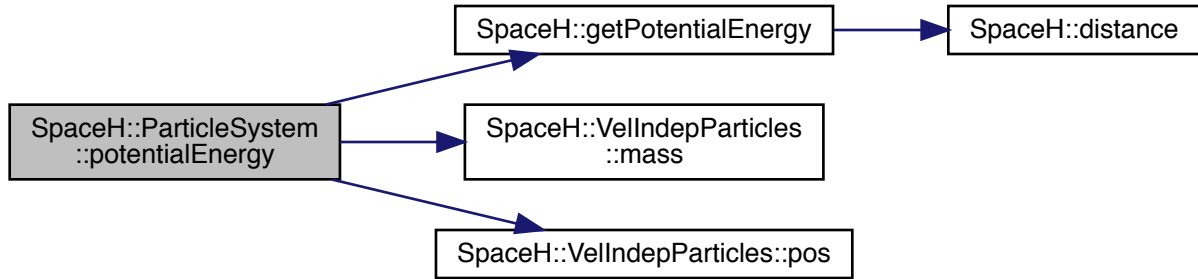 SpaceH::getPotentialEnergy
SpaceH::distance
SpaceH::ParticleSystem
::potentialEnergy
SpaceH::VelIndepParticles
::mass
SpaceH::VelIndepParticles::pos